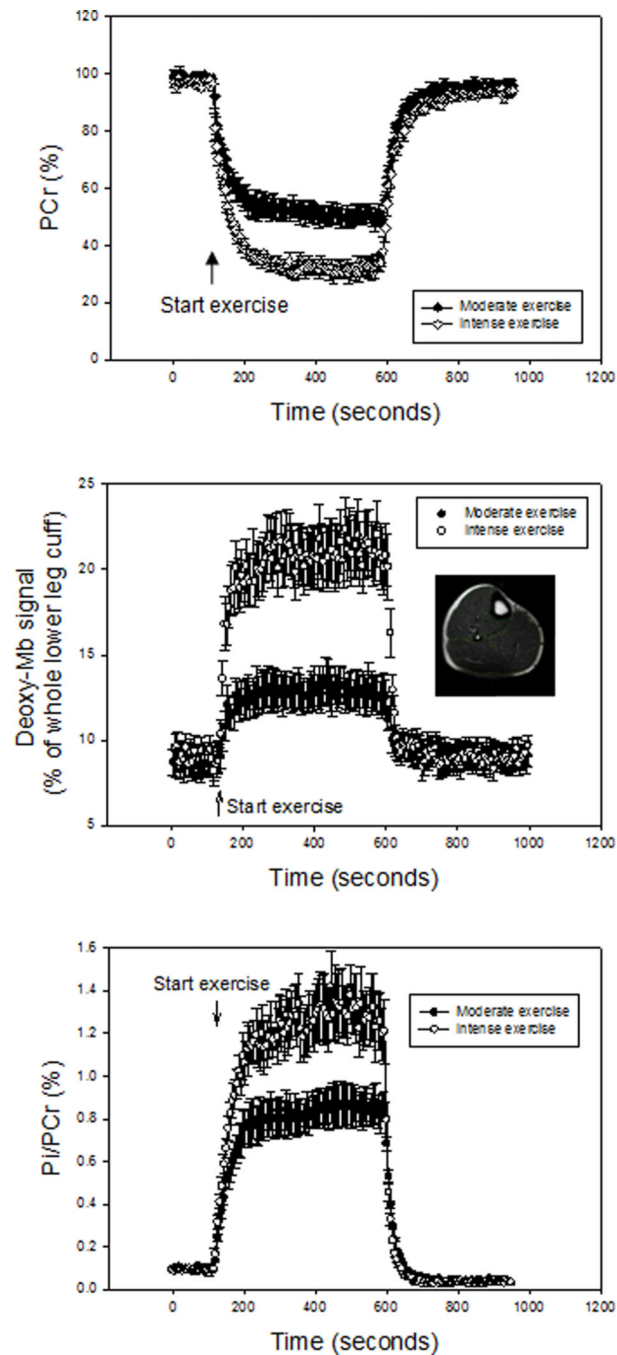 120
100
80
60
40
20
0
PCr (%)
Start exercise
Moderate exercise
Intense exercise
0 200 400 600 800 1000 1200
Time (seconds)
25
20
15
10
5
Deoxy-Mb signal
(% of whole lower leg cuff)
Moderate exercise
Intense exercise
Start exercise
0 200 400 600 800 1000 1200
Time (seconds)
1.6
1.4
1.2
1.0
0.8
0.6
0.4
0.2
0.0
Pi/PCr (%)
Start exercise
Moderate exercise
Intense exercise
0 200 400 600 800 1000 1200
Time (seconds)